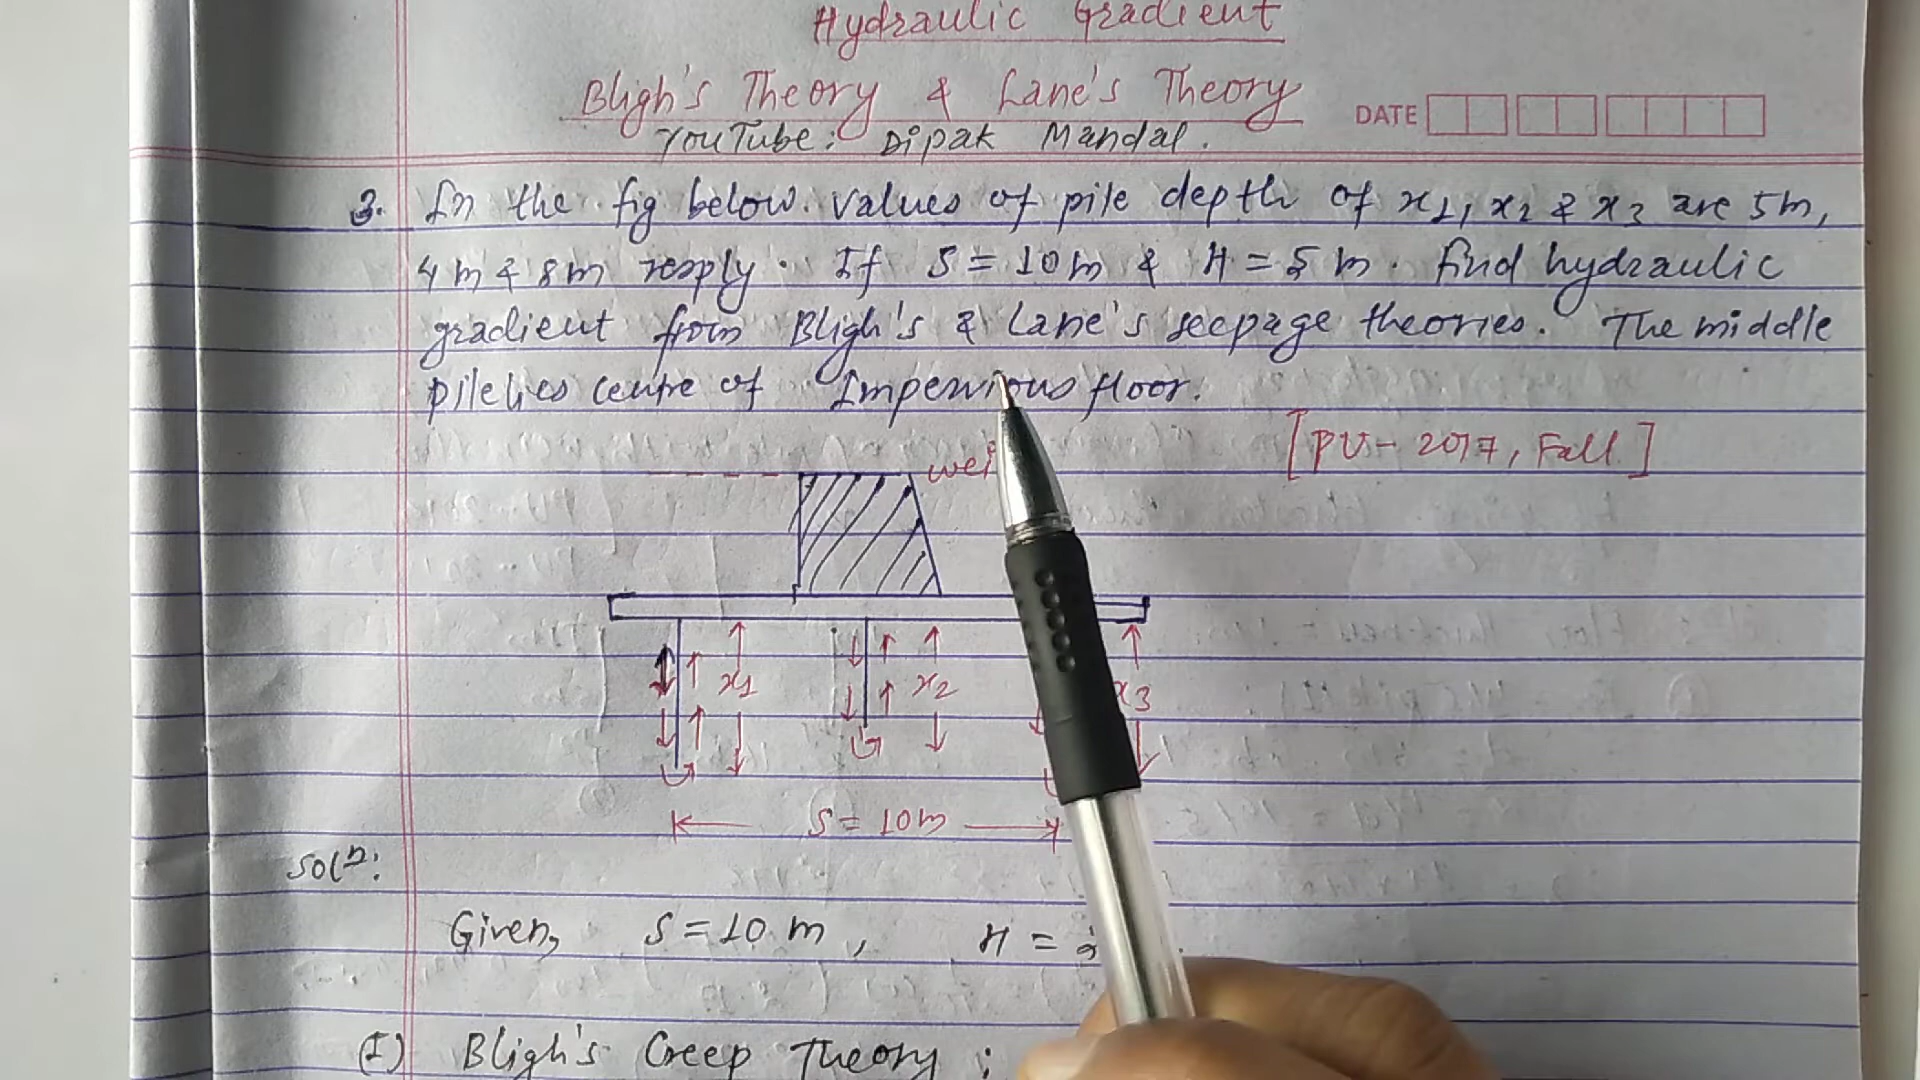 Hydraulic Gradient
Bligh's Theory & Lane's Theory
DATE
YouTube: Dipak Mandal.
3. In the fig below. values of pile depth of x1, x2 & x3 are 5m,
4 m & 8m resply. If S = 10m & H = 5 m. find hydraulic
gradient from Bligh's & Lane's seepage theories. The middle
pile lies centre of Impervious floor.
[PU- 2017, Fall]
wei
x1
x2
x3
S = 10m
Soln:
Given, S = 10 m, H =
(I) Bligh's Creep Theory: